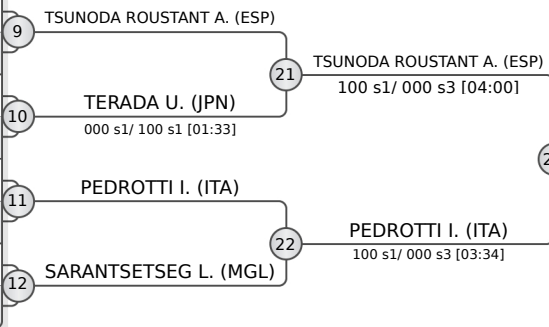 TSUNODA ROUSTANT A. (ESP)
9
TSUNODA ROUSTANT A. (ESP)
21
100 s1/ 000 s3 [04:00]
TERADA U. (JPN)
10
000 s1/ 100 s1 [01:33]
PEDROTTI I. (ITA)
11
PEDROTTI I. (ITA)
22
100 s1/ 000 s3 [03:34]
SARANTSETSEG L. (MGL)
12